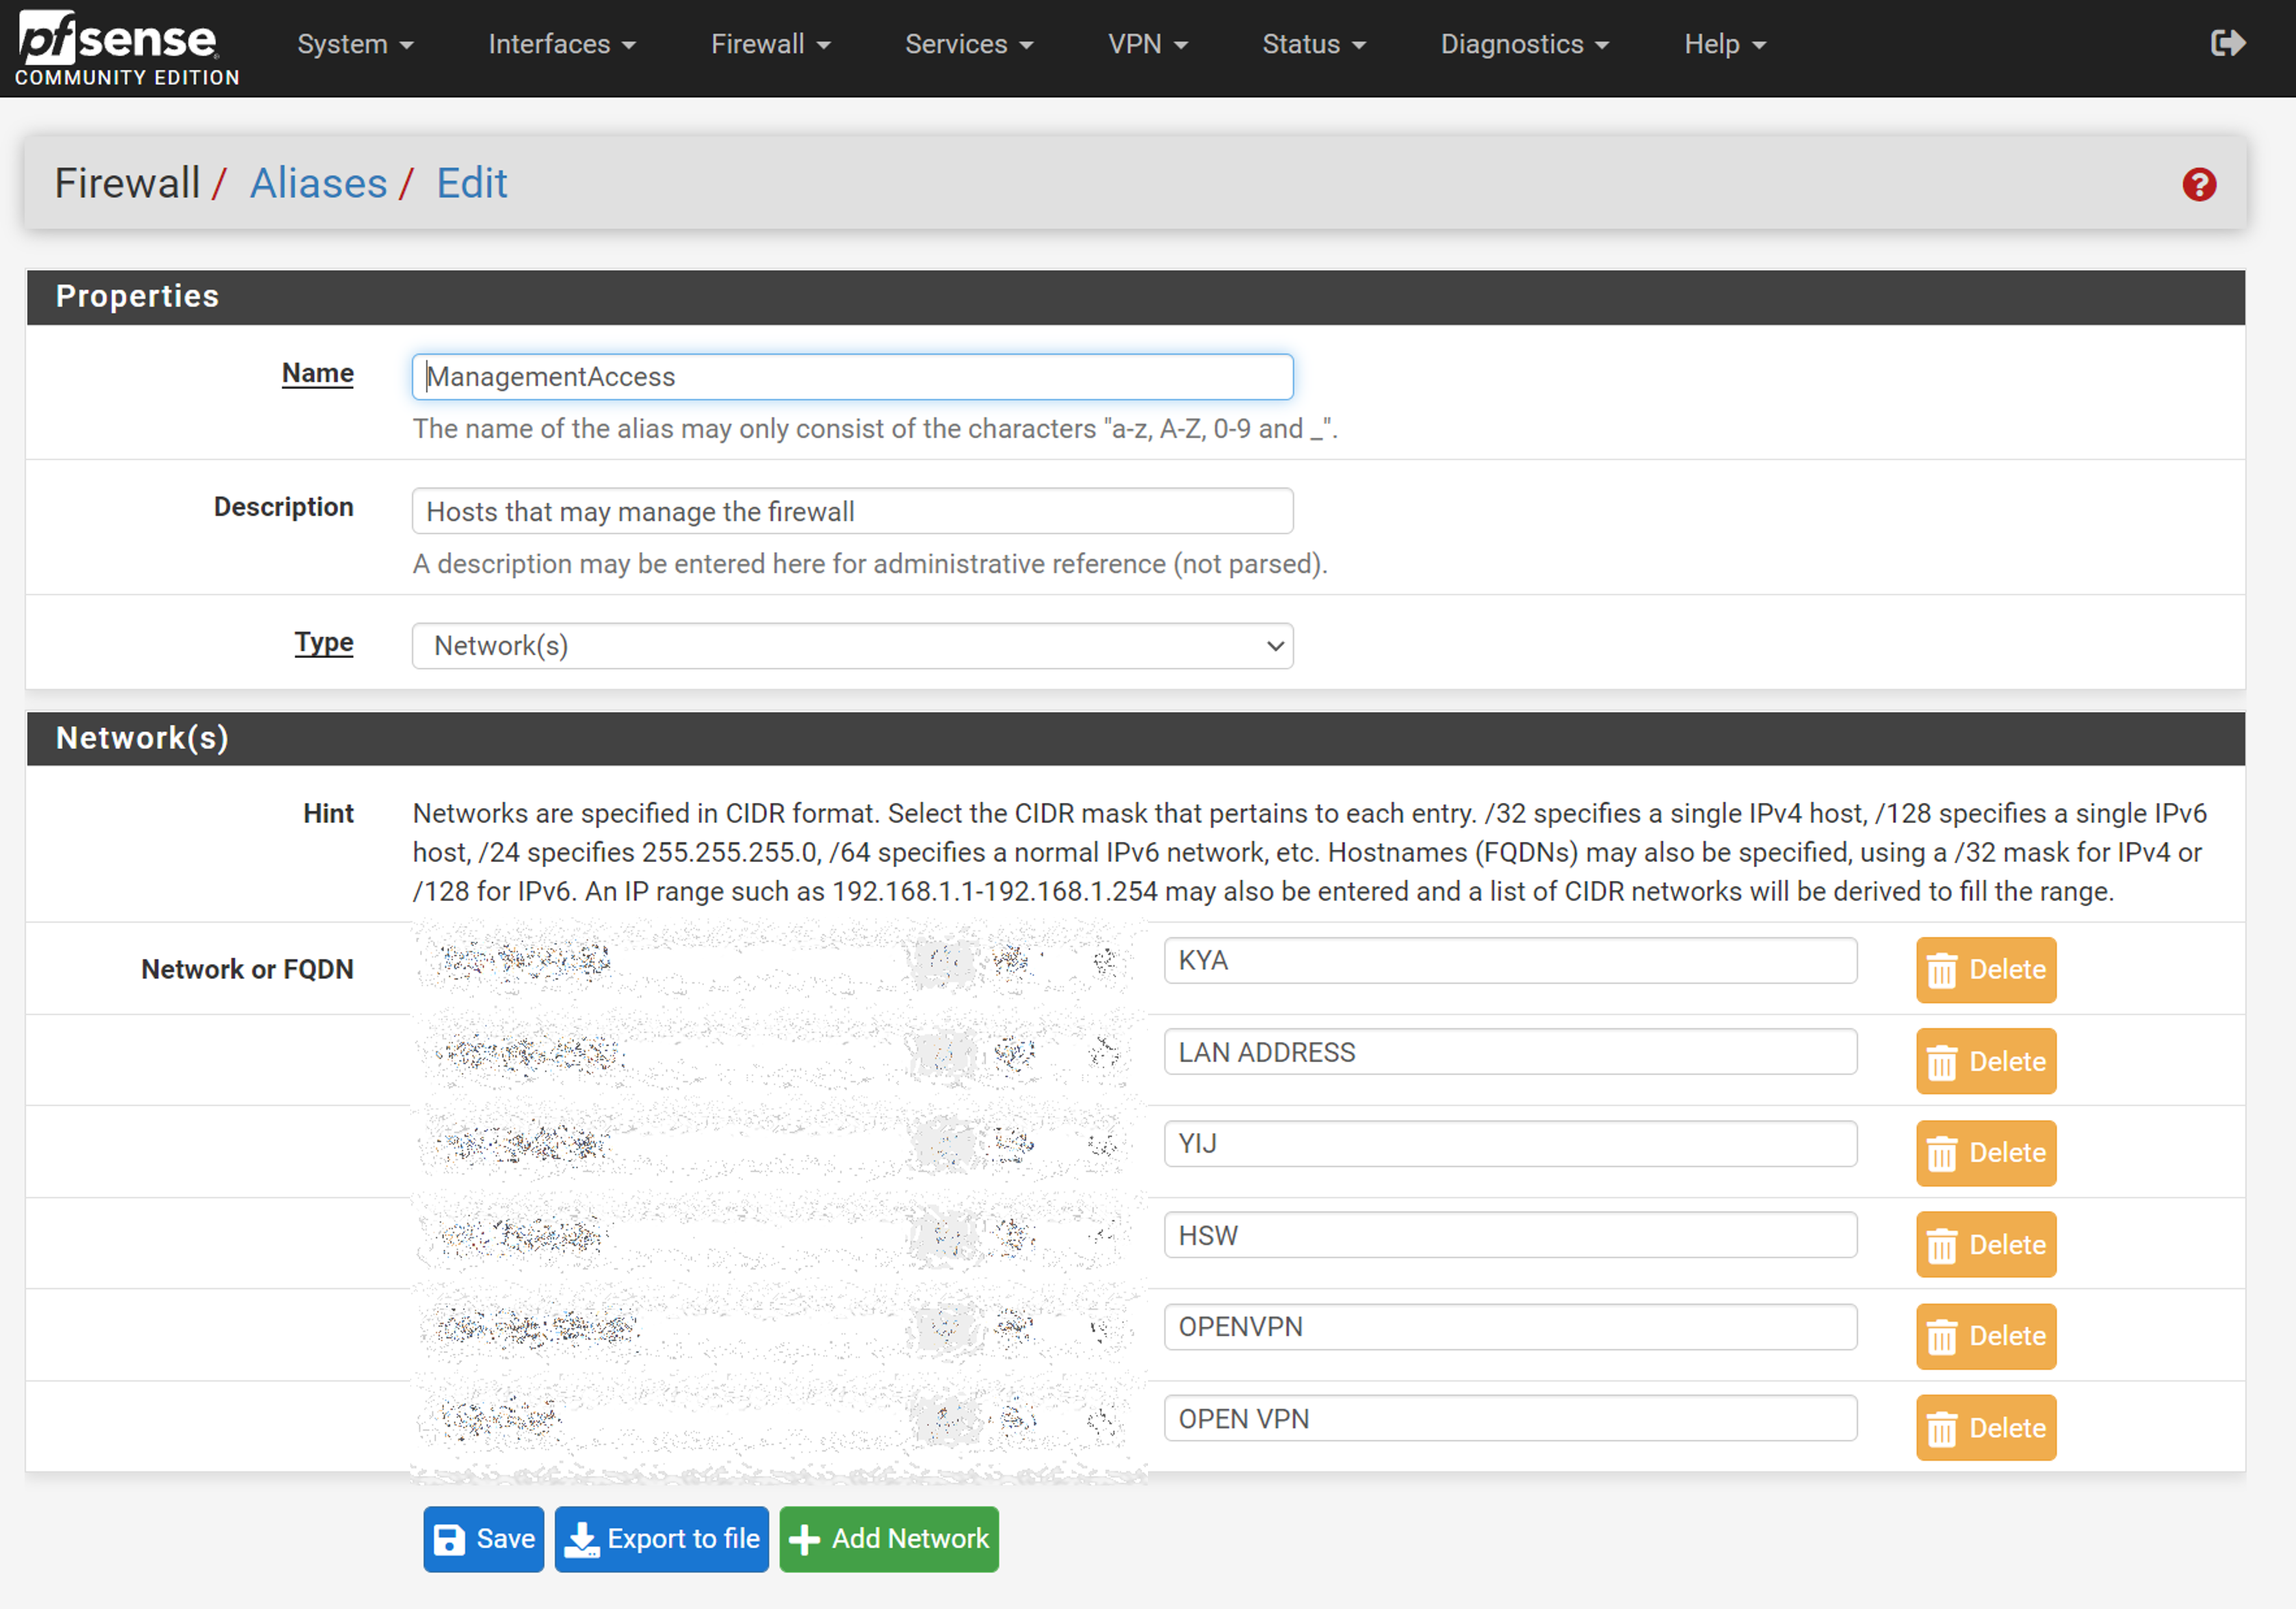 pfsense
COMMUNITY EDITION
System Interfaces Firewall Services VPN Status Diagnostics Help
Firewall / Aliases / Edit
Properties
Name ManagementAccess
The name of the alias may only consist of the characters "a-z, A-Z, 0-9 and _".
Description Hosts that may manage the firewall
A description may be entered here for administrative reference (not parsed).
Type Network(s)
Network(s)
Hint Networks are specified in CIDR format. Select the CIDR mask that pertains to each entry. /32 specifies a single IPv4 host, /128 specifies a single IPv6
host, /24 specifies 255.255.255.0, /64 specifies a normal IPv6 network, etc. Hostnames (FQDNs) may also be specified, using a /32 mask for IPv4 or
/128 for IPv6. An IP range such as 192.168.1.1-192.168.1.254 may also be entered and a list of CIDR networks will be derived to fill the range.
Network or FQDN KYA Delete
LAN ADDRESS Delete
YIJ Delete
HSW Delete
OPENVPN Delete
OPEN VPN Delete
Save Export to file Add Network